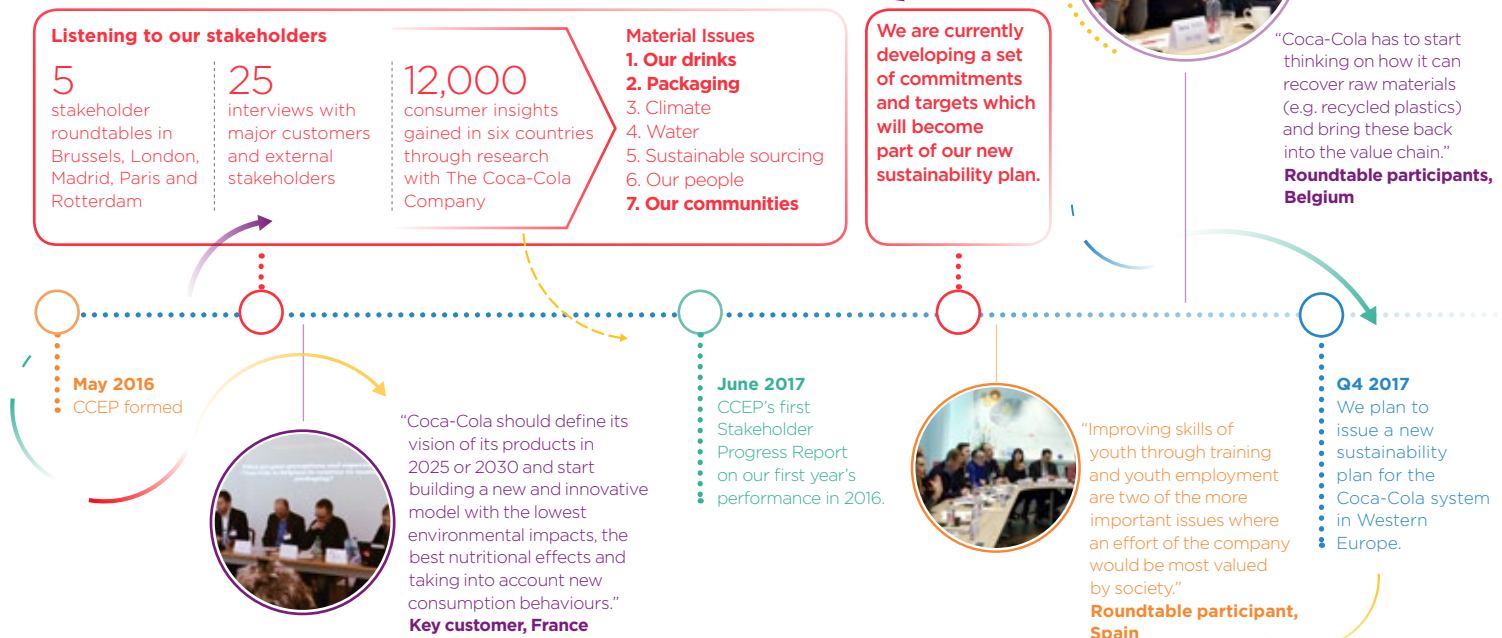 Listening to our stakeholders
5
stakeholder
roundtables in
Brussels, London,
Madrid, Paris and
Rotterdam
25
interviews with
major customers
and external
stakeholders
12,000
consumer insights
gained in six countries
through research
with The Coca-Cola
Company
Material Issues
1. Our drinks
2. Packaging
3. Climate
4. Water
5. Sustainable sourcing
6. Our people
7. Our communities
We are currently
developing a set
of commitments
and targets which
will become
part of our new
sustainability plan.
“Coca-Cola has to start
thinking on how it can
recover raw materials
(e.g. recycled plastics)
and bring these back
into the value chain.”
Roundtable participants,
Belgium
May 2016
CCEP formed
“Coca-Cola should define its
vision of its products in
2025 or 2030 and start
building a new and innovative
model with the lowest
environmental impacts, the
best nutritional effects and
taking into account new
consumption behaviours.”
Key customer, France
June 2017
CCEP’s first
Stakeholder
Progress Report
on our first year’s
performance in 2016.
“Improving skills of
youth through training
and youth employment
are two of the more
important issues where
an effort of the company
would be most valued
by society.”
Roundtable participant,
Spain
Q4 2017
We plan to
issue a new
sustainability
plan for the
Coca-Cola system
in Western
Europe.